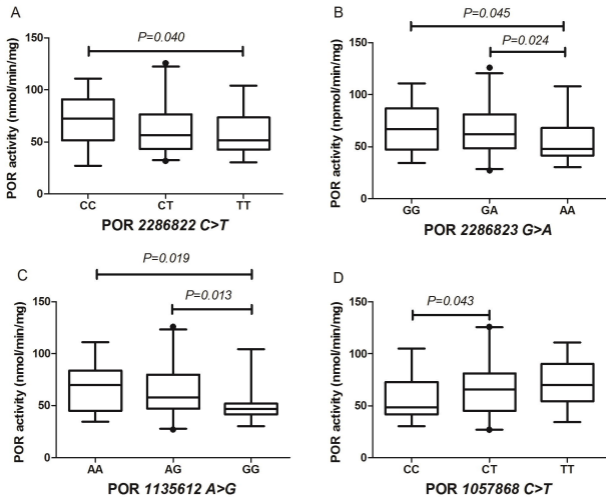 A
P=0.040
POR activity (nmol/min/mg)
150
100
50
0
CC CT TT
POR 2286822 C>T
B
P=0.045
P=0.024
POR activity (npmol/min/mg)
150
100
50
0
GG GA AA
POR 2286823 G>A
C
P=0.019
P=0.013
POR activity (nmol/min/mg)
150
100
50
0
AA AG GG
POR 1135612 A>G
D
P=0.043
POR activity (nmol/min/mg)
150
100
50
0
CC CT TT
POR 1057868 C>T